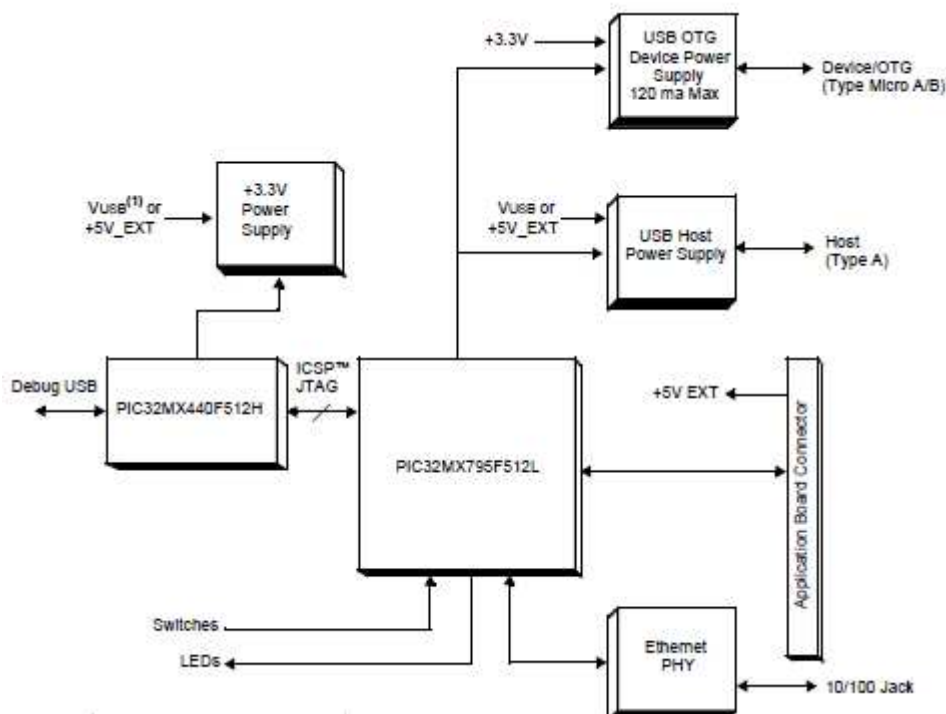 +3.3V
USB OTG
Device Power
Supply
120 ma Max
Device/OTG
(Type Micro A/B)
+3.3V
Power
Supply
VUSB(1) or
+5V_EXT
VUSB or
+5V_EXT
USB Host
Power Supply
Host
(Type A)
Debug USB
PIC32MX440F512H
ICSP™
JTAG
PIC32MX795F512L
+5V EXT
Application Board Connector
Switches
LEDs
Ethernet
PHY
10/100 Jack